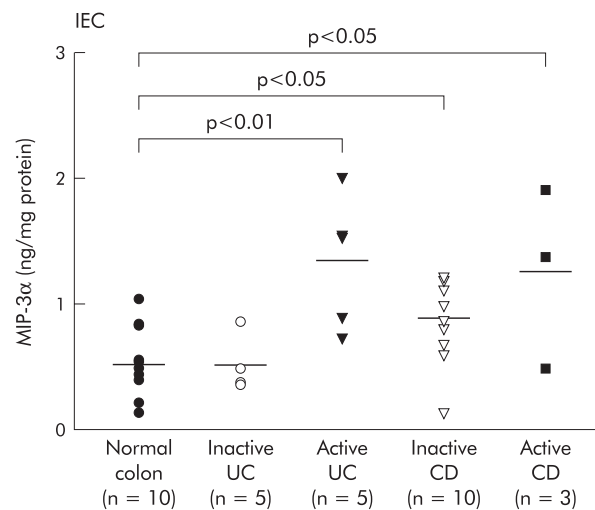 IEC
3
2
1
0
MIP-3α (ng/mg protein)
p<0.05
p<0.05
p<0.01
Normal
colon
(n = 10)
Inactive
UC
(n = 5)
Active
UC
(n = 5)
Inactive
CD
(n = 10)
Active
CD
(n = 3)